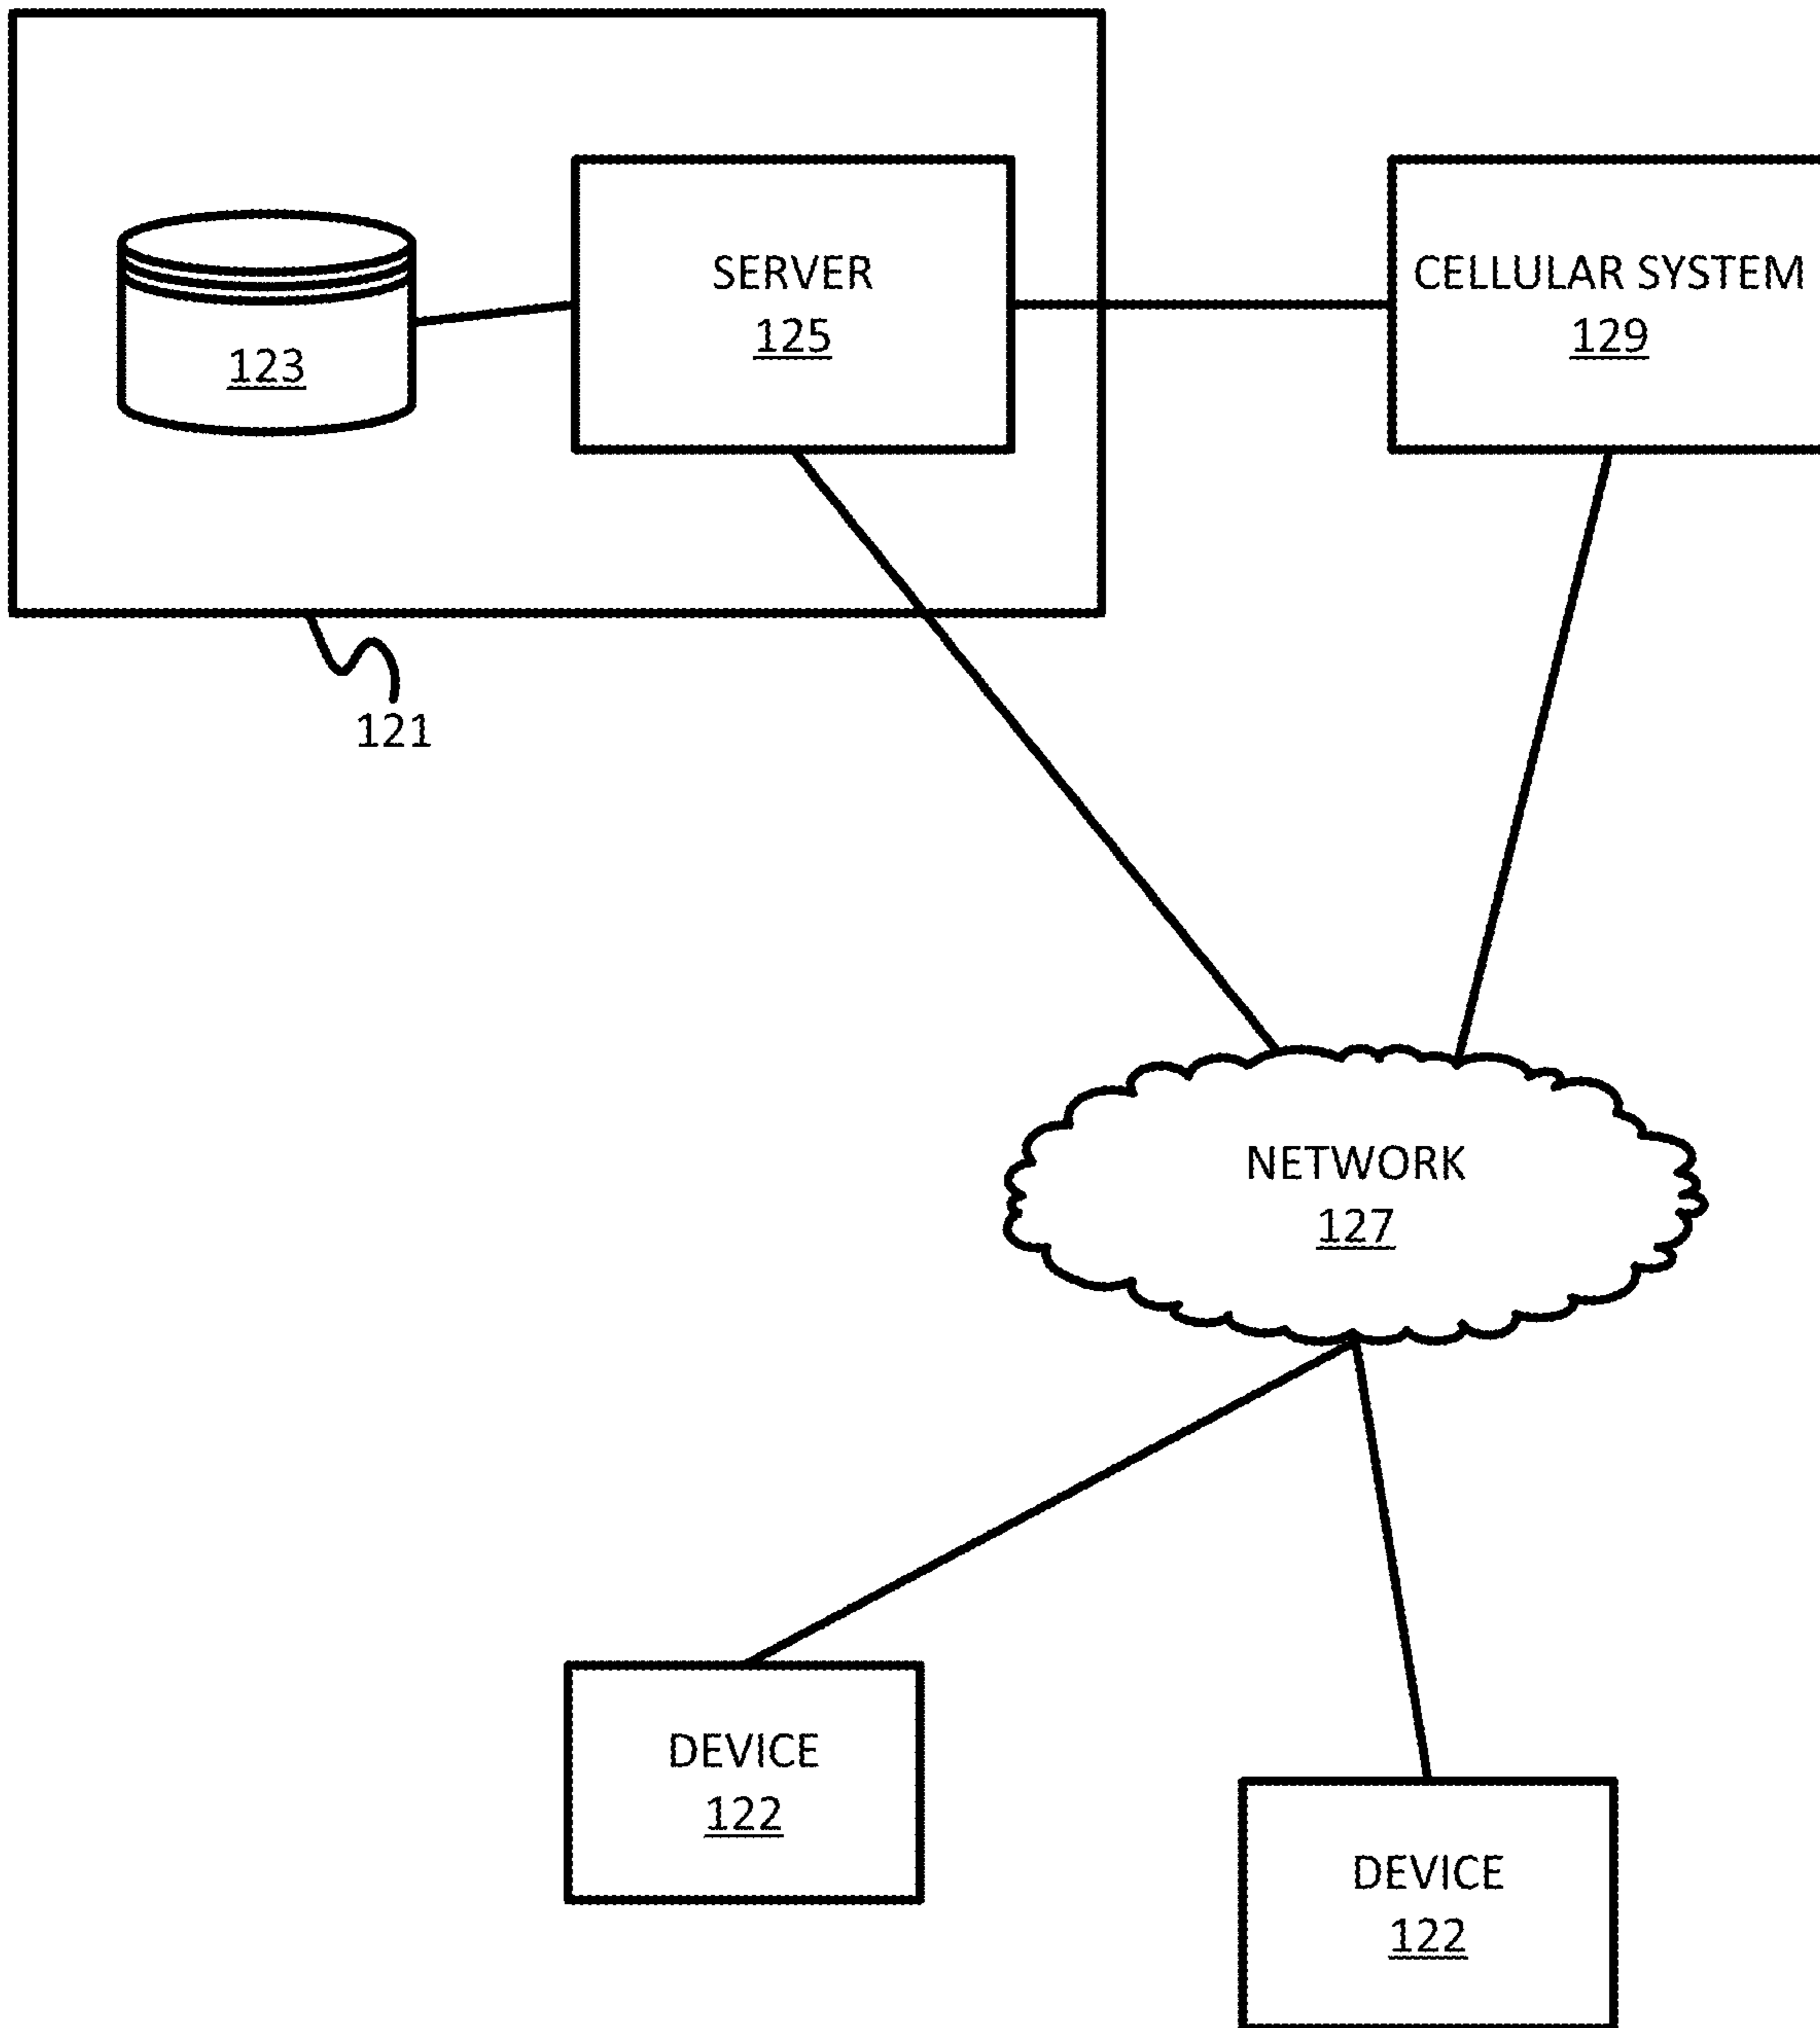 SERVER
125
CELLULAR SYSTEM
129
123
121
NETWORK
127
DEVICE
122
DEVICE
122